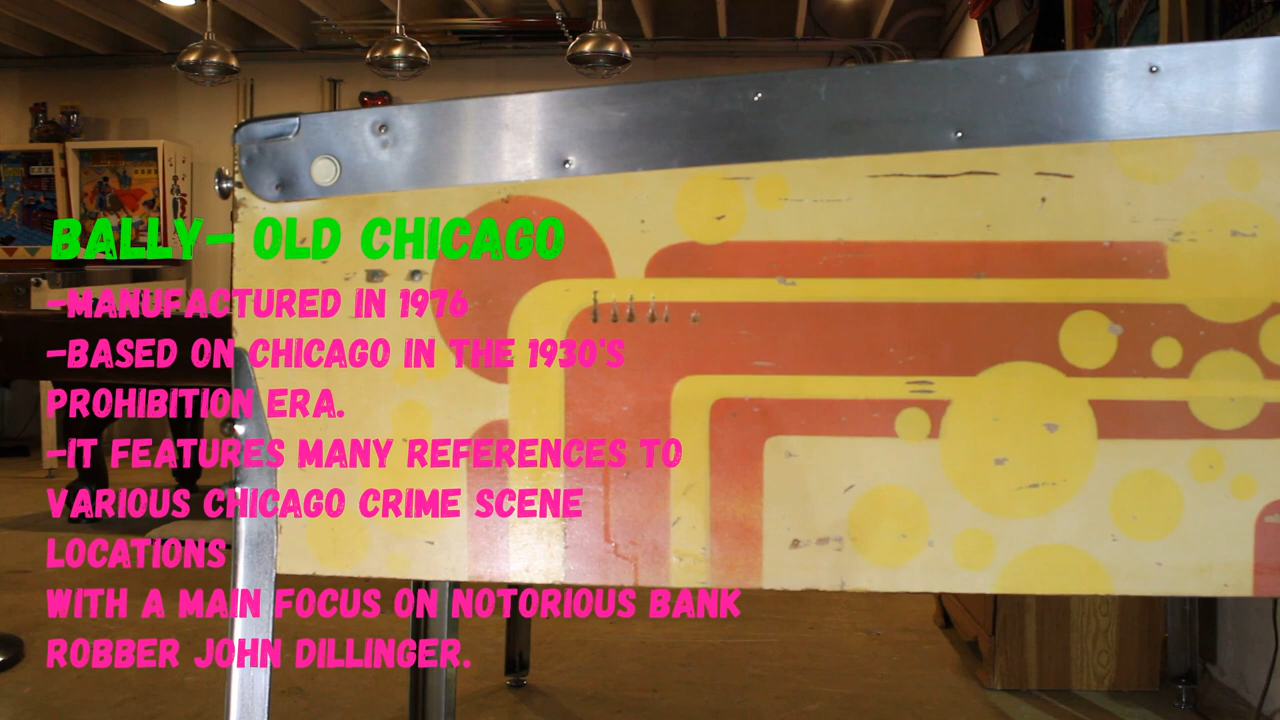 BALLY- OLD CHICAGO
-MANUFACTURED IN 1976
-BASED ON CHICAGO IN THE 1930'S
PROHIBITION ERA.
-IT FEATURES MANY REFERENCES TO
VARIOUS CHICAGO CRIME SCENE
LOCATIONS
WITH A MAIN FOCUS ON NOTORIOUS BANK
ROBBER JOHN DILLINGER.